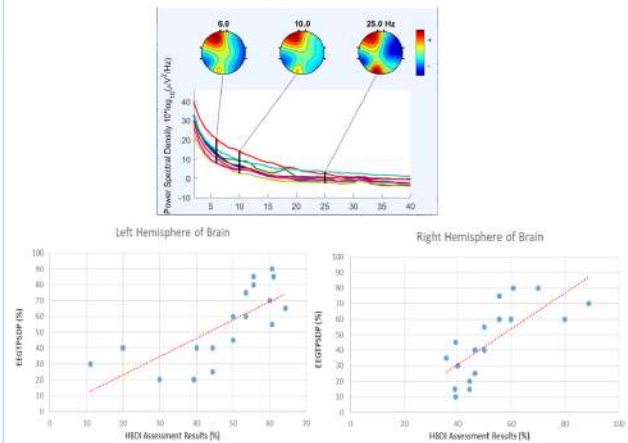 6.0 10.0 25.0 Hz
+
-
Power Spectral Density 10*log10(μV²/Hz)
40
30
20
10
0
-10
5 10 15 20 25 30 35 40
Left Hemisphere of Brain
EEGTPSDP (%)
100
90
80
70
60
50
40
30
20
10
0
0 10 20 30 40 50 60 70
HBDI Assessment Results (%)
Right Hemisphere of Brain
EEGTPSDP (%)
100
90
80
70
60
50
40
30
20
10
0
0 20 40 60 80 100
HBDI Assessment Results (%)